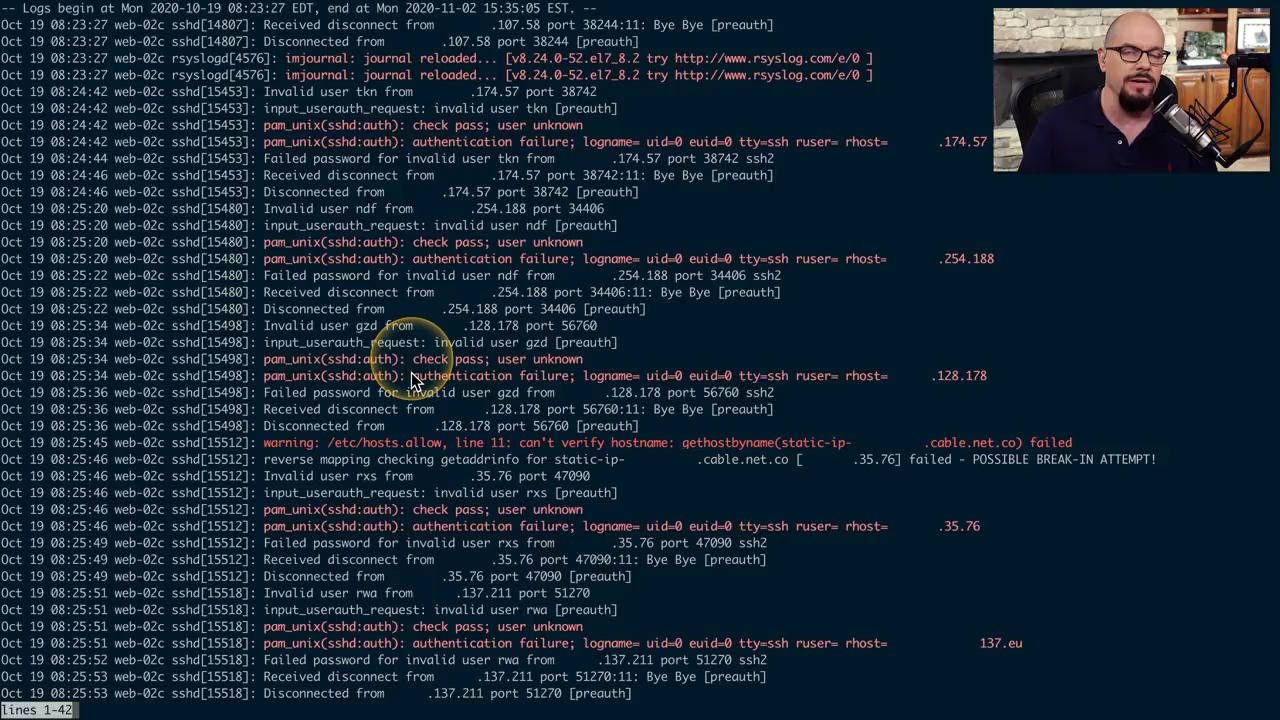 -- Logs begin at Mon 2020-10-19 08:23:27 EDT, end at Mon 2020-11-02 15:35:05 EST. --
Oct 19 08:23:27 web-02c sshd[14807]: Received disconnect from .107.58 port 38244:11: Bye Bye [preauth]
Oct 19 08:23:27 web-02c sshd[14807]: Disconnected from .107.58 port 38244 [preauth]
Oct 19 08:23:27 web-02c rsyslogd[4576]: imjournal: journal reloaded... [v8.24.0-52.el7_8.2 try http://www.rsyslog.com/e/0 ]
Oct 19 08:23:27 web-02c rsyslogd[4576]: imjournal: journal reloaded... [v8.24.0-52.el7_8.2 try http://www.rsyslog.com/e/0 ]
Oct 19 08:24:42 web-02c sshd[15453]: Invalid user tkn from .174.57 port 38742
Oct 19 08:24:42 web-02c sshd[15453]: input_userauth_request: invalid user tkn [preauth]
Oct 19 08:24:42 web-02c sshd[15453]: pam_unix(sshd:auth): check pass; user unknown
Oct 19 08:24:42 web-02c sshd[15453]: pam_unix(sshd:auth): authentication failure; logname= uid=0 euid=0 tty=ssh ruser= rhost= .174.57
Oct 19 08:24:44 web-02c sshd[15453]: Failed password for invalid user tkn from .174.57 port 38742 ssh2
Oct 19 08:24:46 web-02c sshd[15453]: Received disconnect from .174.57 port 38742:11: Bye Bye [preauth]
Oct 19 08:24:46 web-02c sshd[15453]: Disconnected from .174.57 port 38742 [preauth]
Oct 19 08:25:20 web-02c sshd[15480]: Invalid user ndf from .254.188 port 34406
Oct 19 08:25:20 web-02c sshd[15480]: input_userauth_request: invalid user ndf [preauth]
Oct 19 08:25:20 web-02c sshd[15480]: pam_unix(sshd:auth): check pass; user unknown
Oct 19 08:25:20 web-02c sshd[15480]: pam_unix(sshd:auth): authentication failure; logname= uid=0 euid=0 tty=ssh ruser= rhost= .254.188
Oct 19 08:25:22 web-02c sshd[15480]: Failed password for invalid user ndf from .254.188 port 34406 ssh2
Oct 19 08:25:22 web-02c sshd[15480]: Received disconnect from .254.188 port 34406:11: Bye Bye [preauth]
Oct 19 08:25:22 web-02c sshd[15480]: Disconnected from .254.188 port 34406 [preauth]
Oct 19 08:25:34 web-02c sshd[15498]: Invalid user gzd from .128.178 port 56760
Oct 19 08:25:34 web-02c sshd[15498]: input_userauth_request: invalid user gzd [preauth]
Oct 19 08:25:34 web-02c sshd[15498]: pam_unix(sshd:auth): check pass; user unknown
Oct 19 08:25:34 web-02c sshd[15498]: pam_unix(sshd:auth): authentication failure; logname= uid=0 euid=0 tty=ssh ruser= rhost= .128.178
Oct 19 08:25:36 web-02c sshd[15498]: Failed password for invalid user gzd from .128.178 port 56760 ssh2
Oct 19 08:25:36 web-02c sshd[15498]: Received disconnect from .128.178 port 56760:11: Bye Bye [preauth]
Oct 19 08:25:36 web-02c sshd[15498]: Disconnected from .128.178 port 56760 [preauth]
Oct 19 08:25:45 web-02c sshd[15512]: warning: /etc/hosts.allow, line 11: can't verify hostname: gethostbyname(static-ip- .cable.net.co) failed
Oct 19 08:25:46 web-02c sshd[15512]: reverse mapping checking getaddrinfo for static-ip- .cable.net.co [ .35.76] failed - POSSIBLE BREAK-IN ATTEMPT!
Oct 19 08:25:46 web-02c sshd[15512]: Invalid user rxs from .35.76 port 47090
Oct 19 08:25:46 web-02c sshd[15512]: input_userauth_request: invalid user rxs [preauth]
Oct 19 08:25:46 web-02c sshd[15512]: pam_unix(sshd:auth): check pass; user unknown
Oct 19 08:25:46 web-02c sshd[15512]: pam_unix(sshd:auth): authentication failure; logname= uid=0 euid=0 tty=ssh ruser= rhost= .35.76
Oct 19 08:25:49 web-02c sshd[15512]: Failed password for invalid user rxs from .35.76 port 47090 ssh2
Oct 19 08:25:49 web-02c sshd[15512]: Received disconnect from .35.76 port 47090:11: Bye Bye [preauth]
Oct 19 08:25:49 web-02c sshd[15512]: Disconnected from .35.76 port 47090 [preauth]
Oct 19 08:25:51 web-02c sshd[15518]: Invalid user rwa from .137.211 port 51270
Oct 19 08:25:51 web-02c sshd[15518]: input_userauth_request: invalid user rwa [preauth]
Oct 19 08:25:51 web-02c sshd[15518]: pam_unix(sshd:auth): check pass; user unknown
Oct 19 08:25:51 web-02c sshd[15518]: pam_unix(sshd:auth): authentication failure; logname= uid=0 euid=0 tty=ssh ruser= rhost= 137.eu
Oct 19 08:25:52 web-02c sshd[15518]: Failed password for invalid user rwa from .137.211 port 51270 ssh2
Oct 19 08:25:53 web-02c sshd[15518]: Received disconnect from .137.211 port 51270:11: Bye Bye [preauth]
Oct 19 08:25:53 web-02c sshd[15518]: Disconnected from .137.211 port 51270 [preauth]
lines 1-42